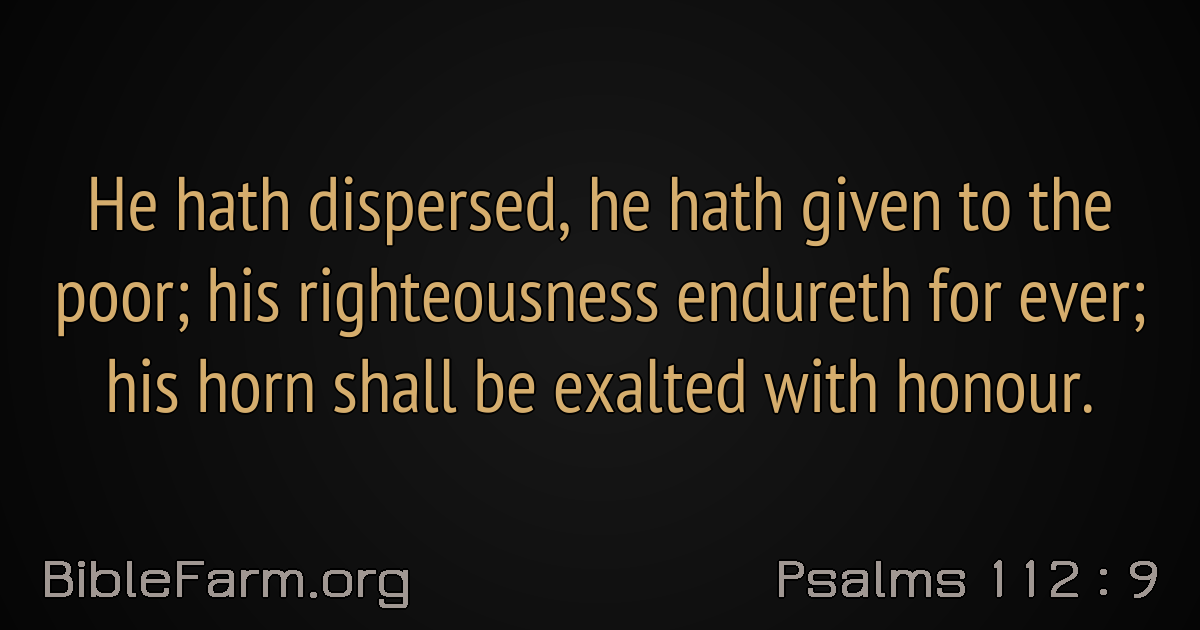 He hath dispersed, he hath given to the
poor; his righteousness endureth for ever;
his horn shall be exalted with honour.
BibleFarm.org
Psalms 112 : 9